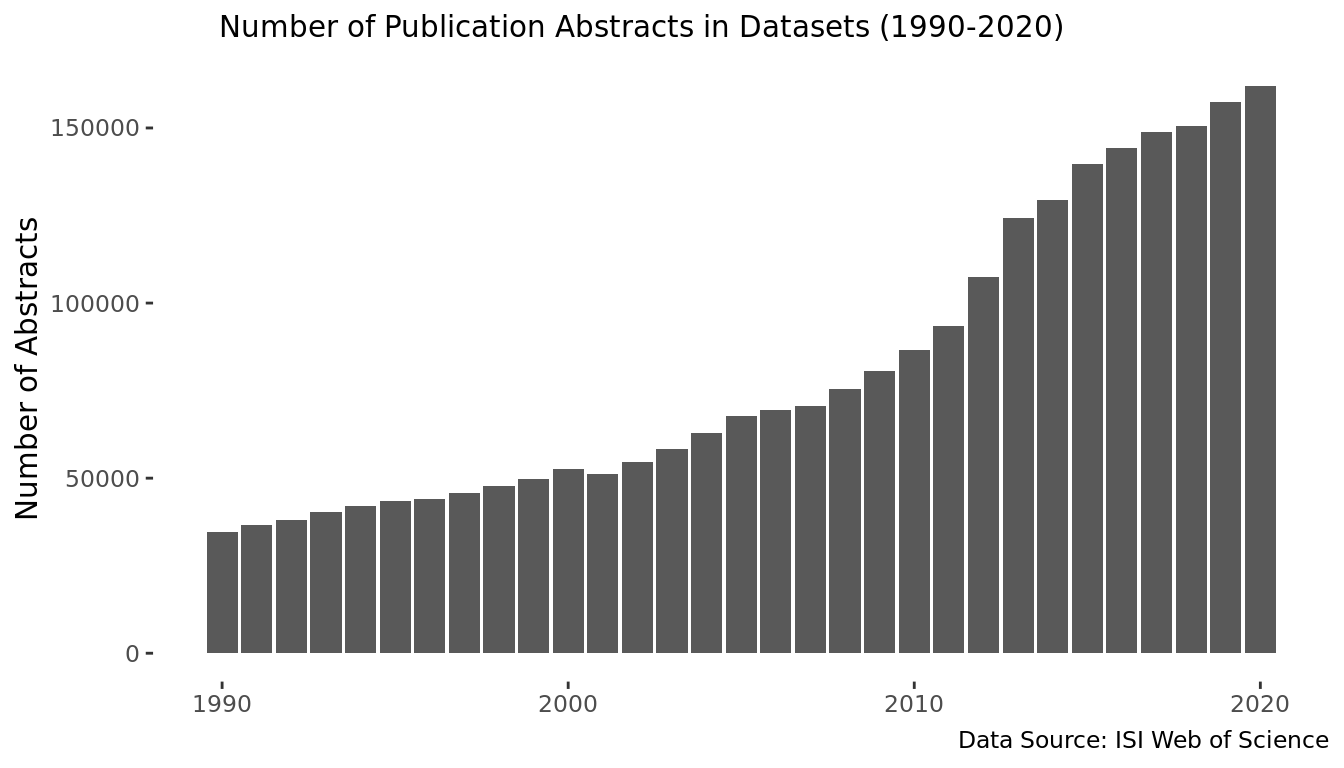 Number of Publication Abstracts in Datasets (1990-2020)
Number of Abstracts
150000
100000
50000
0
1990
2000
2010
2020
Data Source: ISI Web of Science